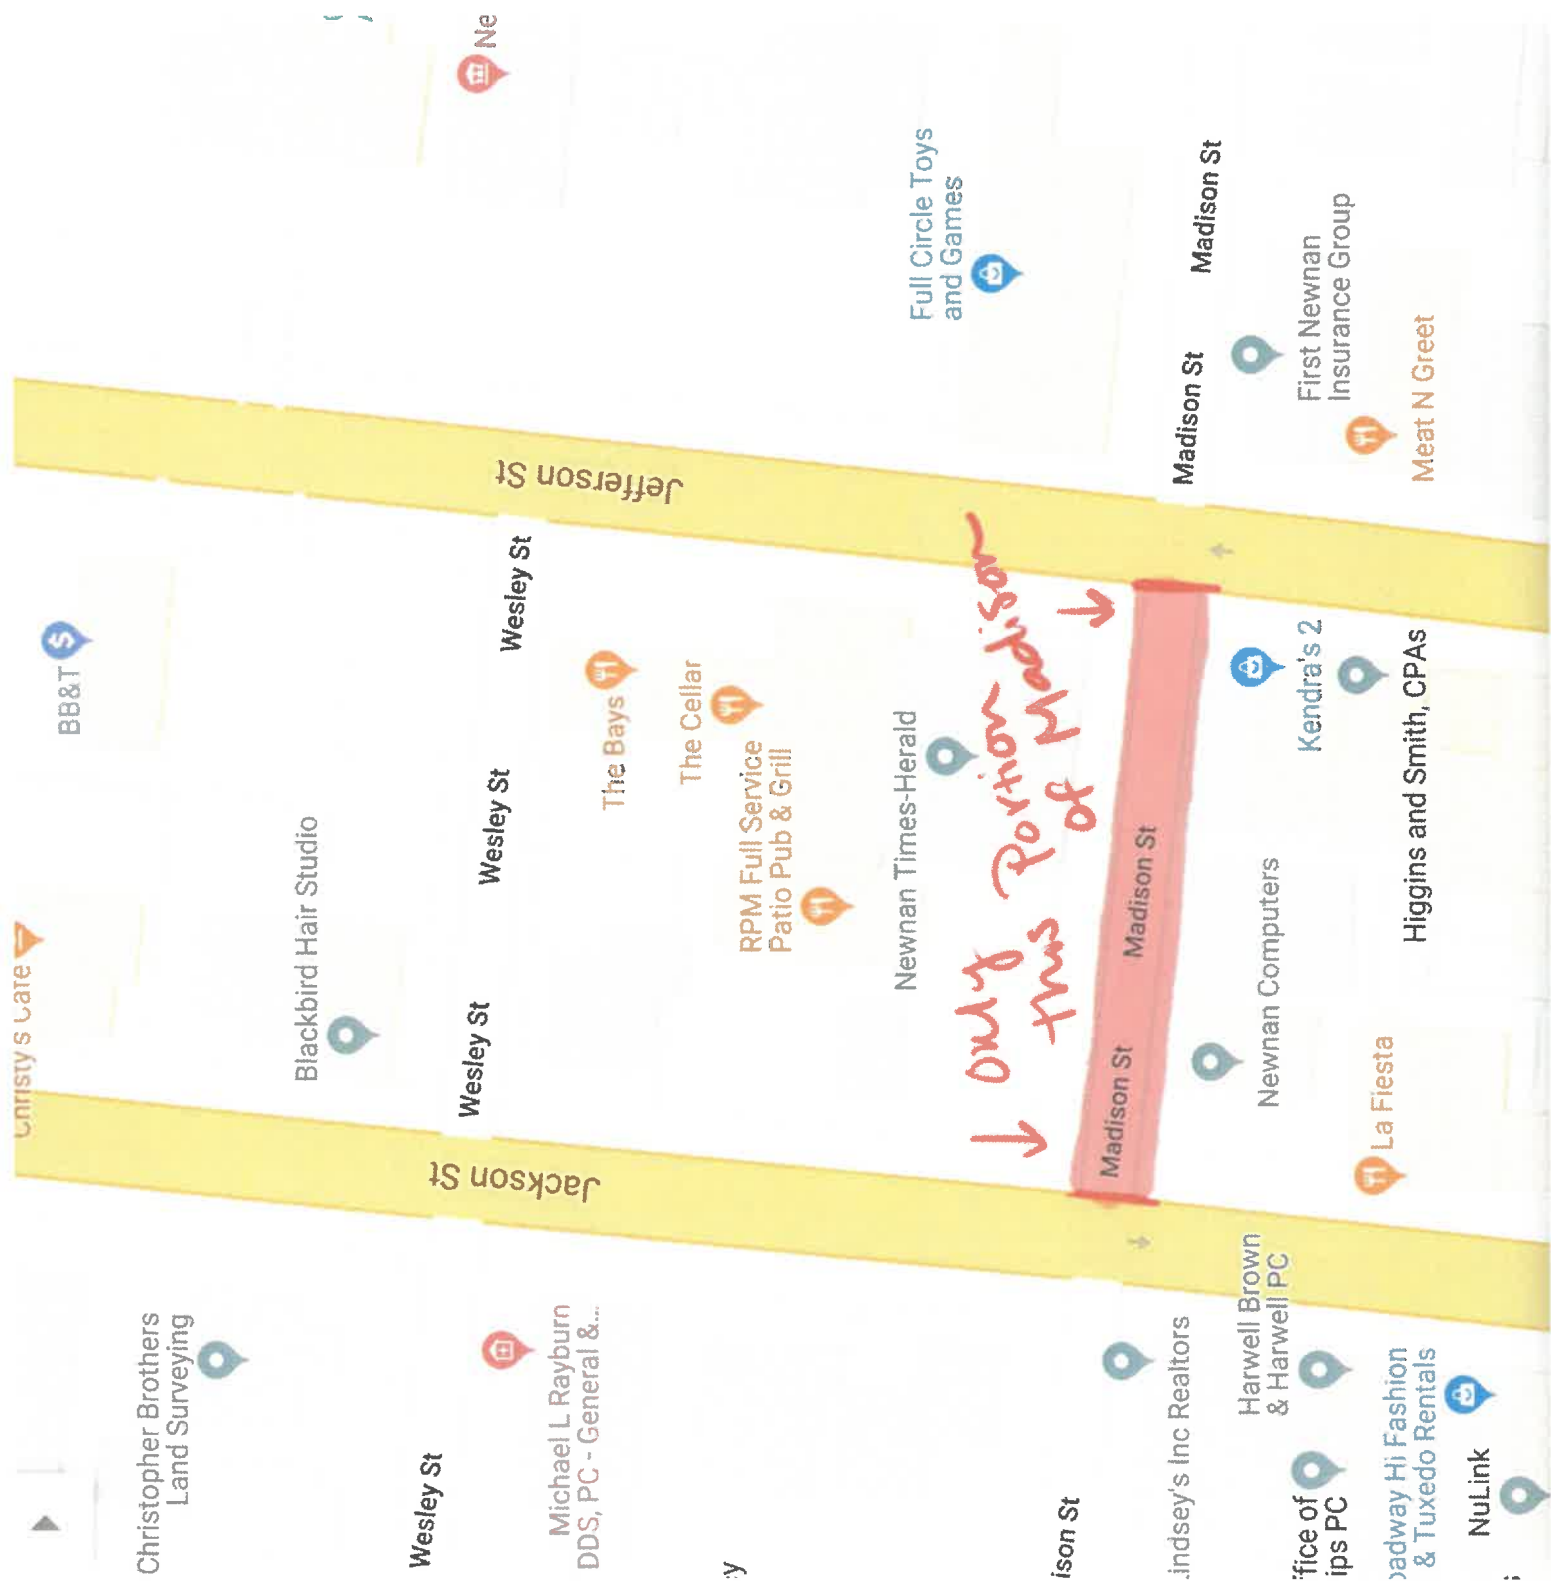 Ne
Full Circle Toys
and Games
Madison St
Madison St
First Newnan
Insurance Group
Meat N Greet
Jefferson St
BB&T
Wesley St
Wesley St
Wesley St
The Bays
The Cellar
RPM Full Service
Patio Pub & Grill
Newnan Times-Herald
only this Portion
of Madison
Madison St
Madison St
Kendra's 2
Higgins and Smith, CPAs
Newnan Computers
La Fiesta
Christy's Cafe
Blackbird Hair Studio
Jackson St
Christopher Brothers
Land Surveying
Wesley St
Michael L Rayburn
DDS, PC - General &...
y
ison St
Lindsey's Inc Realtors
Harwell Brown
& Harwell PC
ffice of
ips PC
oadway Hi Fashion
& Tuxedo Rentals
NuLink